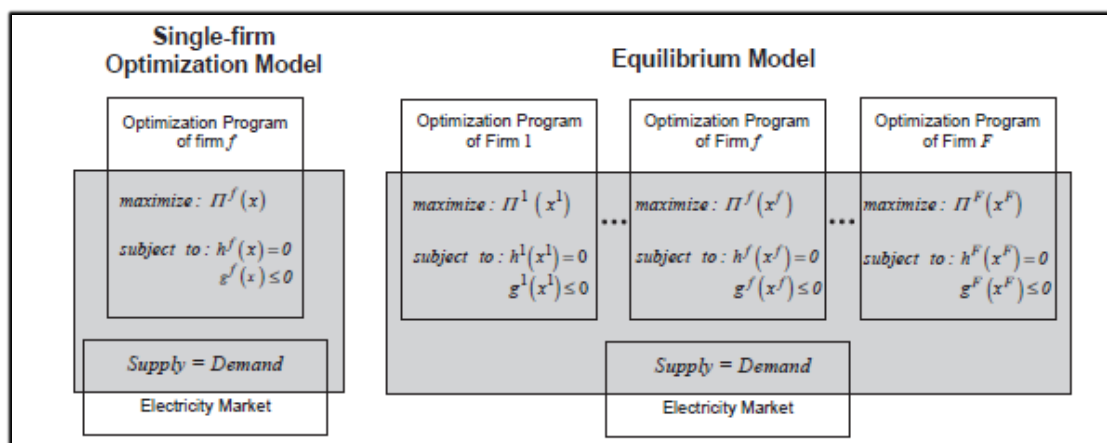 Single-firm
Optimization Model
Equilibrium Model
Optimization Program
of firm f
maximize : Π^f(x)
subject to : h^f(x)=0
g^f(x)≤0
Supply = Demand
Electricity Market
Optimization Program
of Firm 1
maximize : Π^1(x^1)
subject to : h^1(x^1)=0
g^1(x^1)≤0
...
Optimization Program
of Firm f
maximize : Π^f(x^f)
subject to : h^f(x^f)=0
g^f(x^f)≤0
...
Optimization Program
of Firm F
maximize : Π^F(x^F)
subject to : h^F(x^F)=0
g^F(x^F)≤0
Supply = Demand
Electricity Market